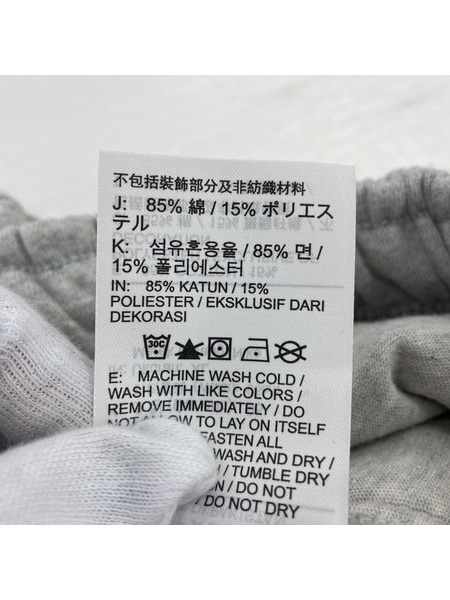 不包括裝飾部分及非紡織材料
J: 85% 綿 / 15% ポリエス
テル
K: 섬유혼용율 / 85% 면 /
15% 폴리에스터
IN: 85% KATUN / 15%
POLIESTER / EKSKLUSIF DARI
DEKORASI
30C
E: MACHINE WASH COLD /
WASH WITH LIKE COLORS /
REMOVE IMMEDIATELY / DO
NOT ALLOW TO LAY ON ITSELF
FASTEN ALL
WASH AND DRY /
/ TUMBLE DRY
/ DO NOT
/ DO NOT DRY